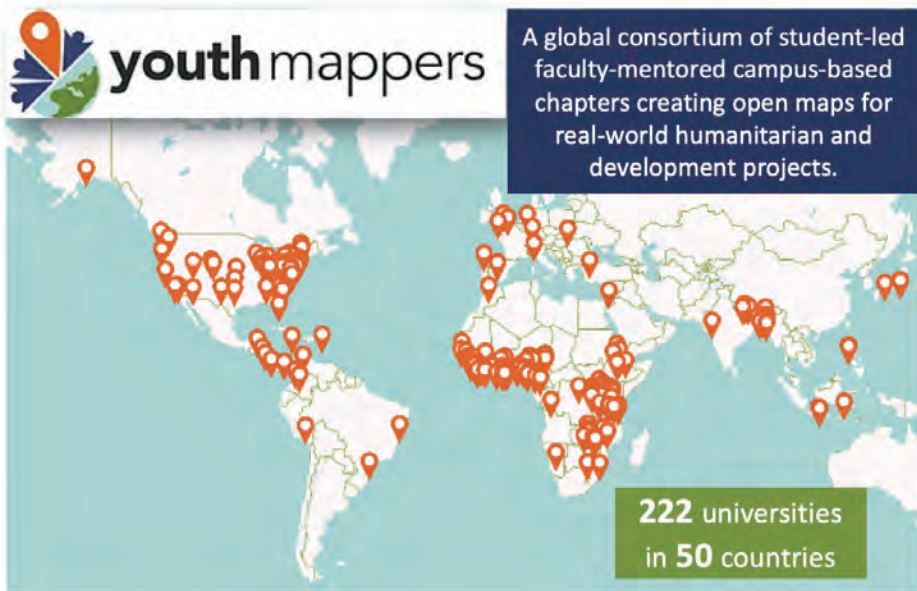 youthmappers
A global consortium of student-led
faculty-mentored campus-based
chapters creating open maps for
real-world humanitarian and
development projects.
222 universities
in 50 countries